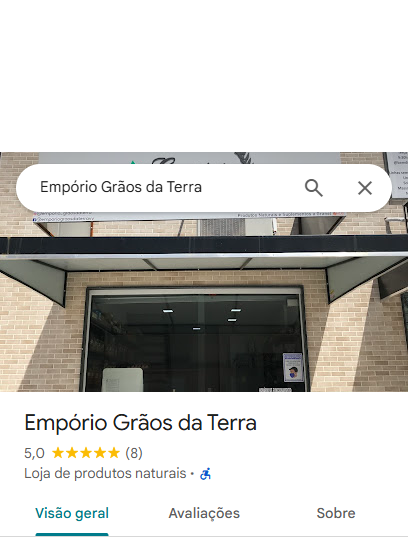 Empório Grãos da Terra
Empório Grãos da Terra
5,0 (8)
Loja de produtos naturais ·
Visão geral
Avaliações
Sobre